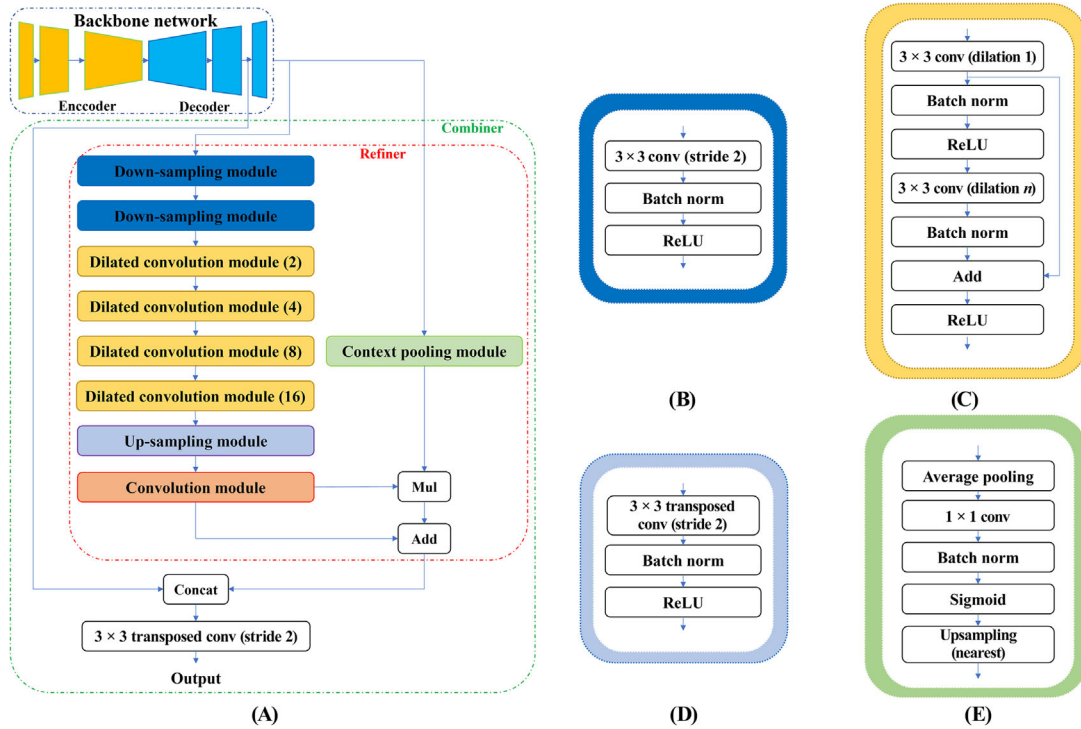 Backbone network
Enccoder
Decoder
Combiner
Refiner
Down-sampling module
Down-sampling module
Dilated convolution module (2)
Dilated convolution module (4)
Dilated convolution module (8)
Context pooling module
Dilated convolution module (16)
Up-sampling module
Convolution module
Mul
Add
Concat
3 × 3 transposed conv (stride 2)
Output
(A)
3 × 3 conv (stride 2)
Batch norm
ReLU
(B)
3 × 3 conv (dilation 1)
Batch norm
ReLU
3 × 3 conv (dilation n)
Batch norm
Add
ReLU
(C)
3 × 3 transposed
conv (stride 2)
Batch norm
ReLU
(D)
Average pooling
1 × 1 conv
Batch norm
Sigmoid
Upsampling
(nearest)
(E)